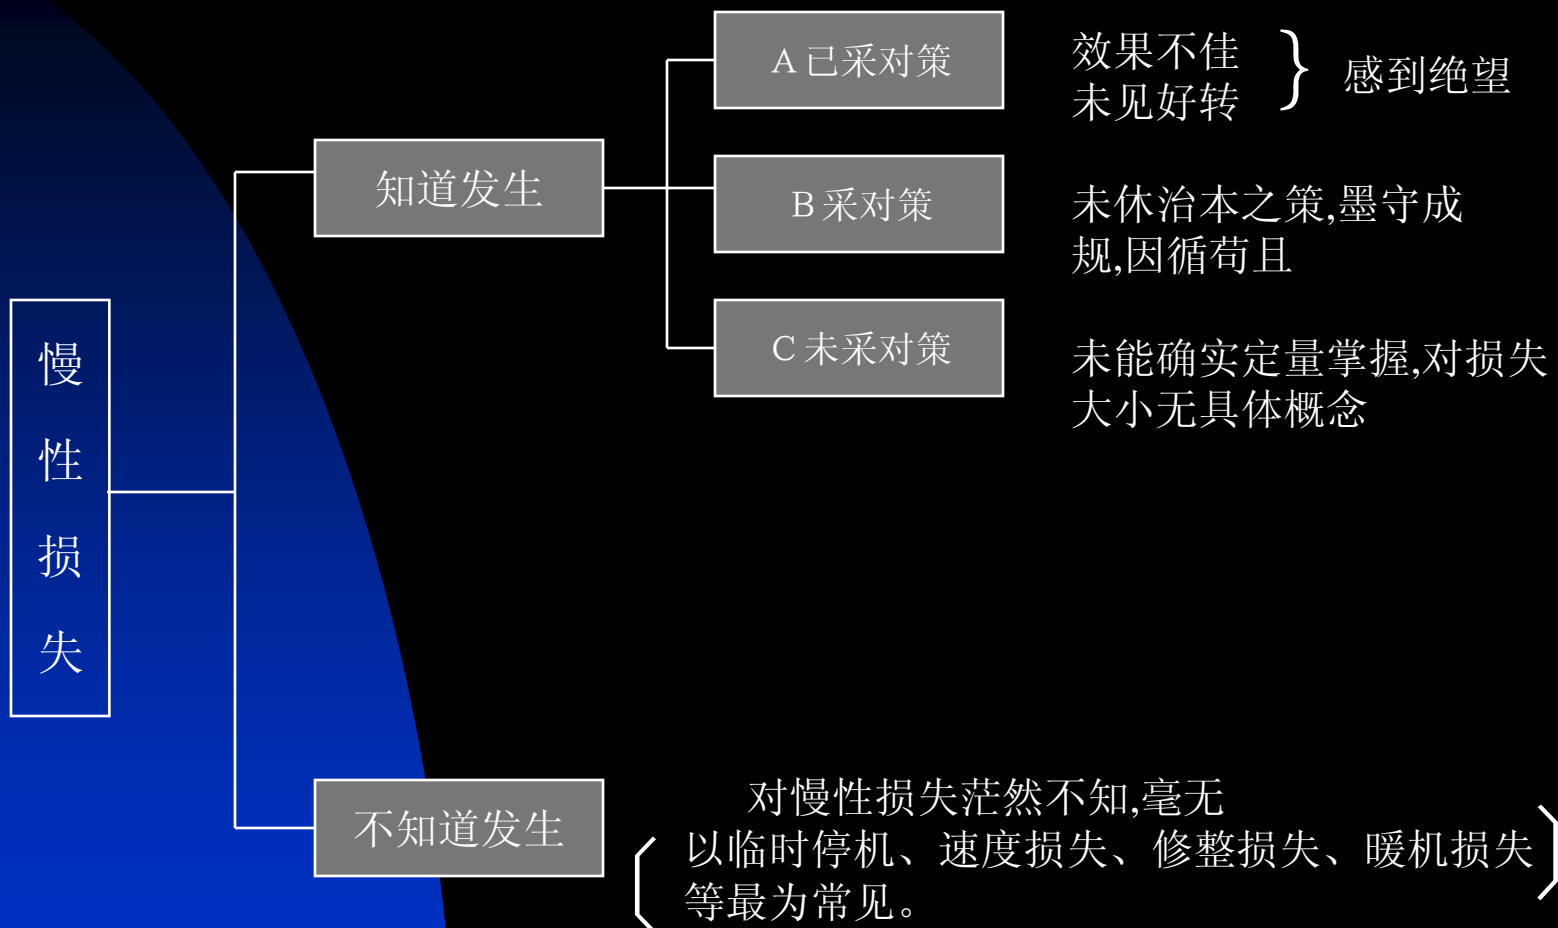 慢性损失
知道发生
A 已采对策
效果不佳
未见好转
} 感到绝望
B 采对策
未休治本之策,墨守成
规,因循苟且
C 未采对策
未能确实定量掌握,对损失
大小无具体概念
不知道发生
对慢性损失茫然不知,毫无
以临时停机、速度损失、修整损失、暖机损失
等最为常见。